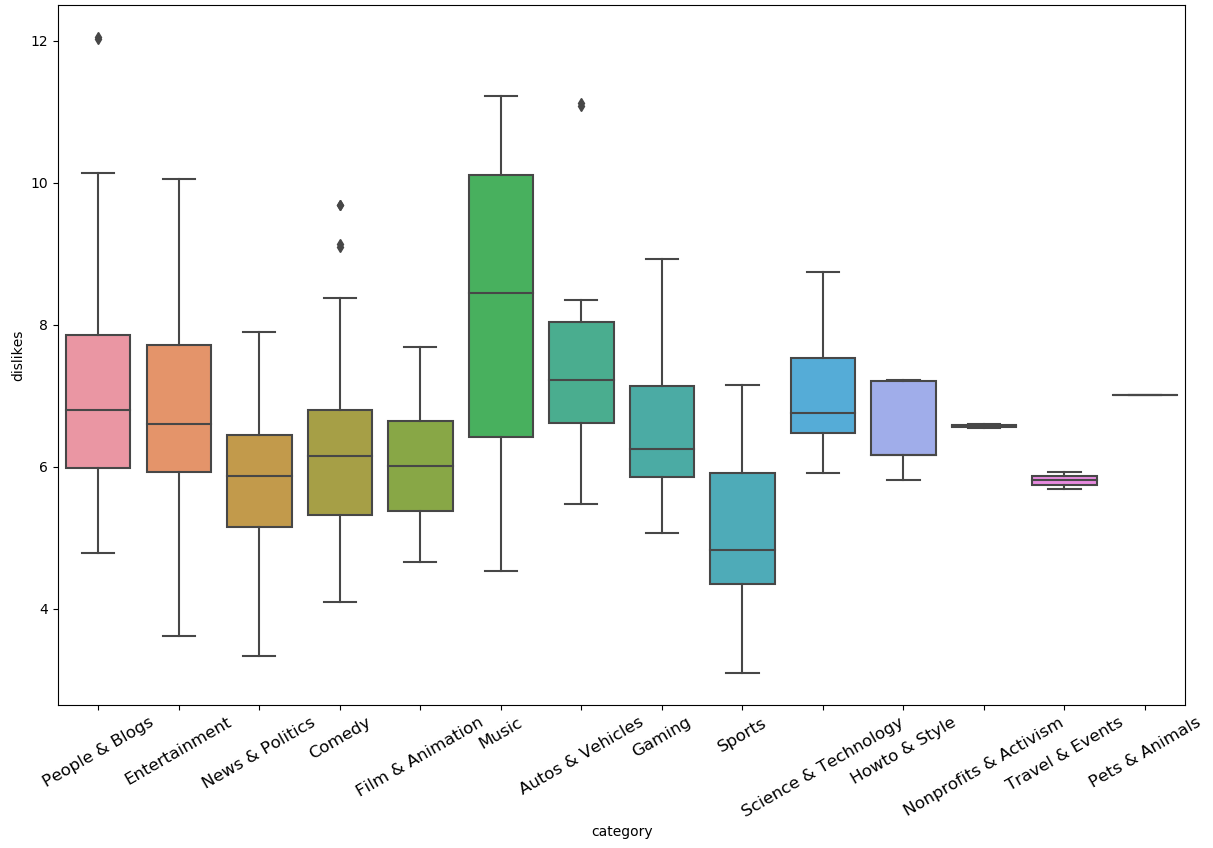 12
10
8
6
4
dislikes
People & Blogs
Entertainment
News & Politics
Comedy
Film & Animation
Music
Autos & Vehicles
Gaming
Sports
Science & Technology
Howto & Style
Nonprofits & Activism
Travel & Events
Pets & Animals
category